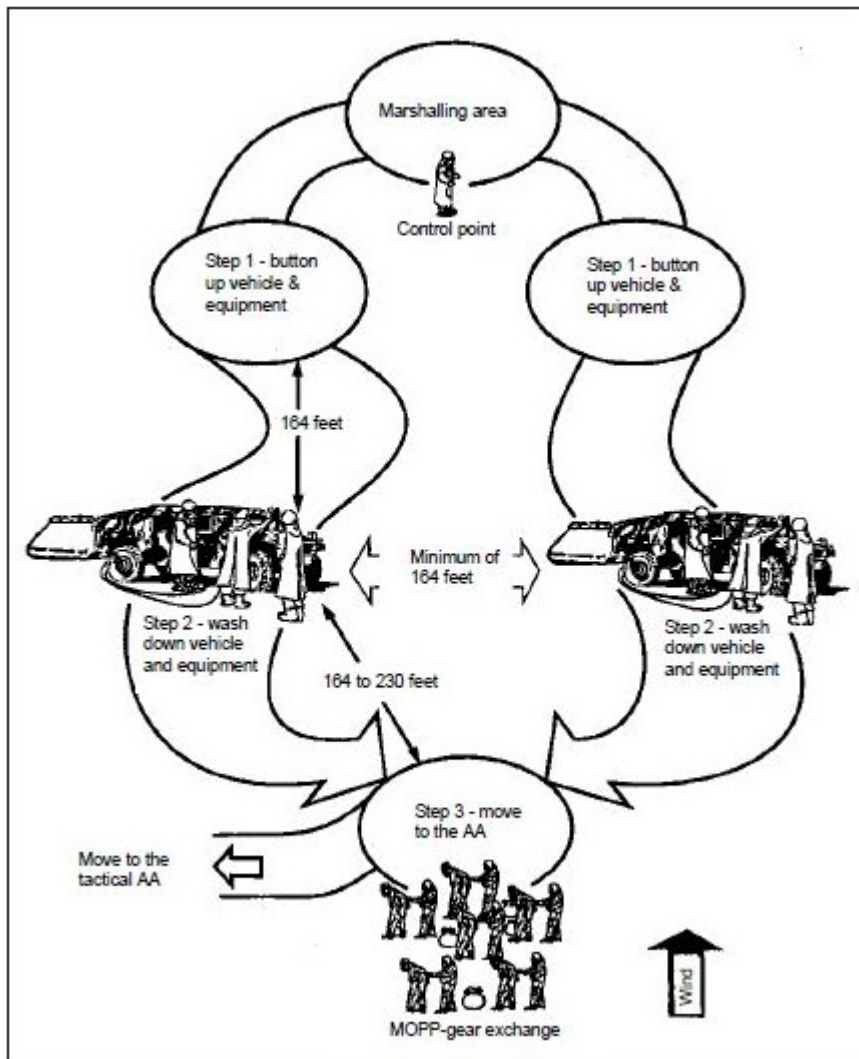 Marshalling area
Control point
Step 1 - button
up vehicle &
equipment
Step 1 - button
up vehicle &
equipment
164 feet
Minimum of
164 feet
Step 2 - wash
down vehicle
and equipment
Step 2 - wash
down vehicle
and equipment
164 to 230 feet
Step 3 - move
to the AA
Move to the
tactical AA
Wind
MOPP-gear exchange